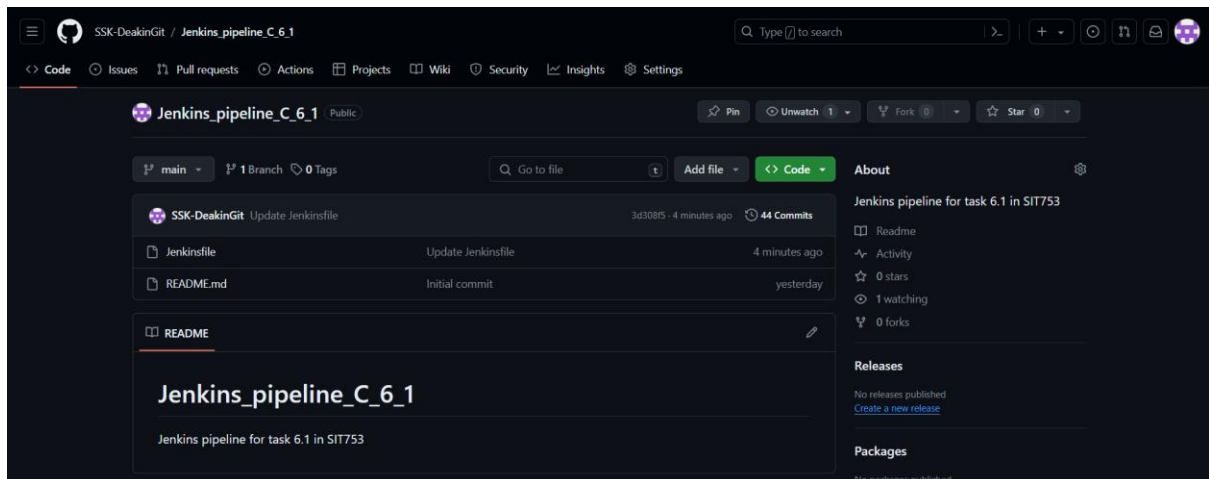 SSK-DeakinGit / Jenkins_pipeline_C_6_1
Type / to search
Code Issues Pull requests Actions Projects Wiki Security Insights Settings
Jenkins_pipeline_C_6_1 Public
Pin Unwatch 1 Fork 0 Star 0
main 1 Branch 0 Tags Go to file t Add file Code
SSK-DeakinGit Update Jenkinsfile 3d308f5 · 4 minutes ago 44 Commits
Jenkinsfile Update Jenkinsfile 4 minutes ago
README.md Initial commit yesterday
README
Jenkins_pipeline_C_6_1
Jenkins pipeline for task 6.1 in SIT753
About
Jenkins pipeline for task 6.1 in SIT753
Readme
Activity
0 stars
1 watching
0 forks
Releases
No releases published
Create a new release
Packages